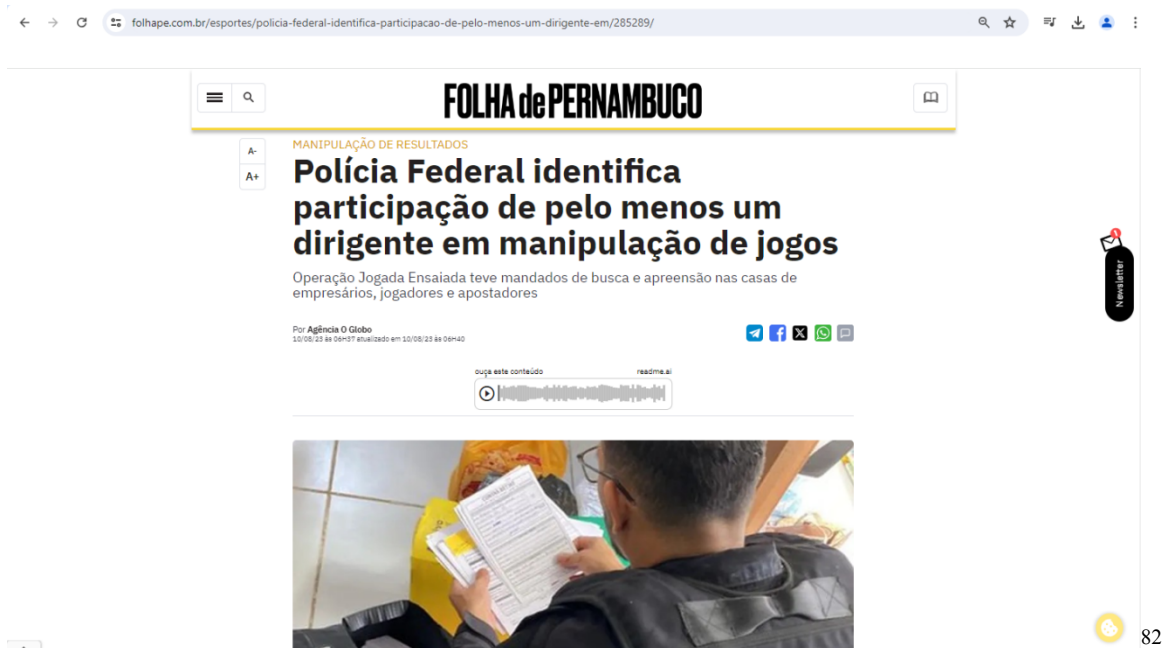 folhape.com.br/esportes/policia-federal-identifica-participacao-de-pelo-menos-um-dirigente-em/285289/
FOLHA de PERNAMBUCO
A-
A+
MANIPULAÇÃO DE RESULTADOS
Polícia Federal identifica
participação de pelo menos um
dirigente em manipulação de jogos
Operação Jogada Ensaiada teve mandados de busca e apreensão nas casas de
empresários, jogadores e apostadores
Por Agência O Globo
10/08/23 às 06H37 atualizado em 10/08/23 às 06H40
ouça este conteúdo
readme.ai
1
Newsletter
82